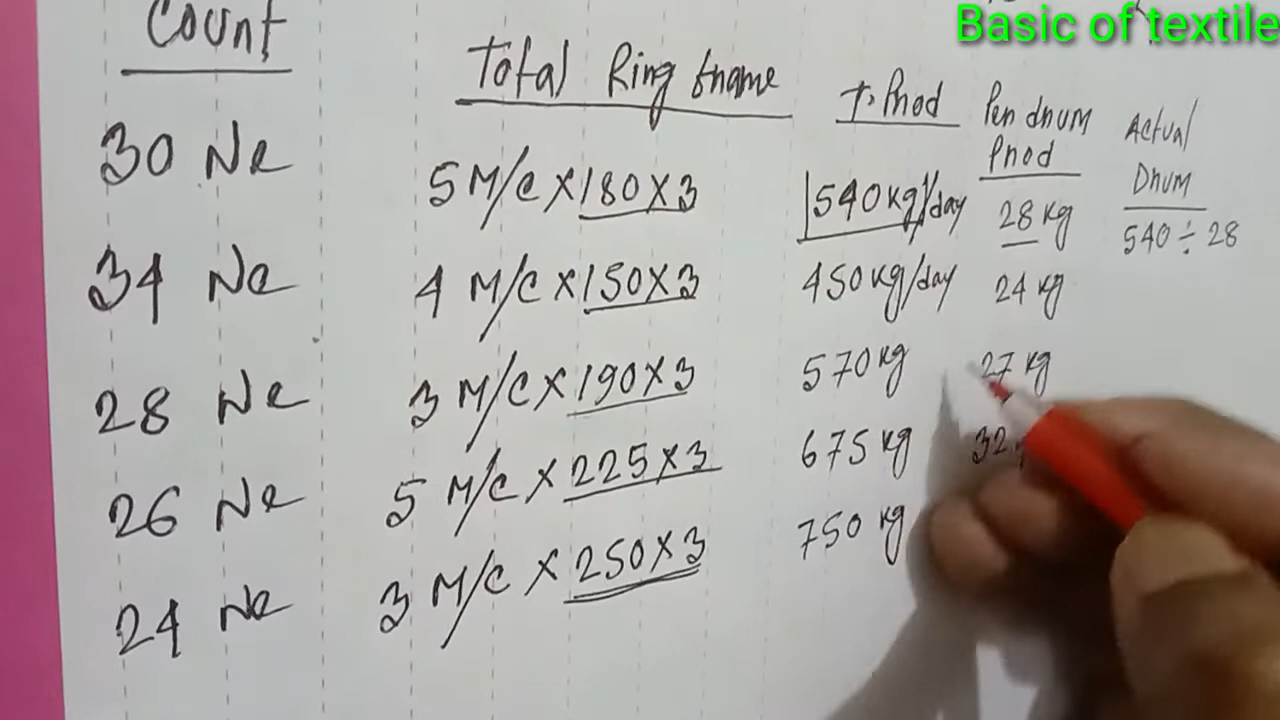 Basic of textile
Count
Total Ring frame
T. Prod
Per drum Prod
Actual Drum
30 Ne 5 M/C × 180 × 3 540 kg/day 28 kg 540 ÷ 28
34 Ne 4 M/C × 150 × 3 450 kg/day 24 kg
28 Ne 3 M/C × 190 × 3 570 kg 27 kg
26 Ne 5 M/C × 225 × 3 675 kg 32
24 Ne 3 M/C × 250 × 3 750 kg